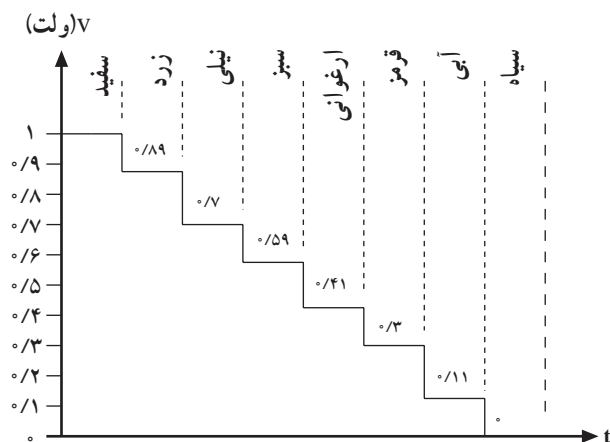 (ولت)v
سفید
زرد
نیلی
سبز
ارغوانی
قرمز
آبی
سیاه
۱
۰/۹
۰/۸
۰/۷
۰/۶
۰/۵
۰/۴
۰/۳
۰/۲
۰/۱
۰
۰/۸۹
۰/۷
۰/۵۹
۰/۴۱
۰/۳
۰/۱۱
۰
t